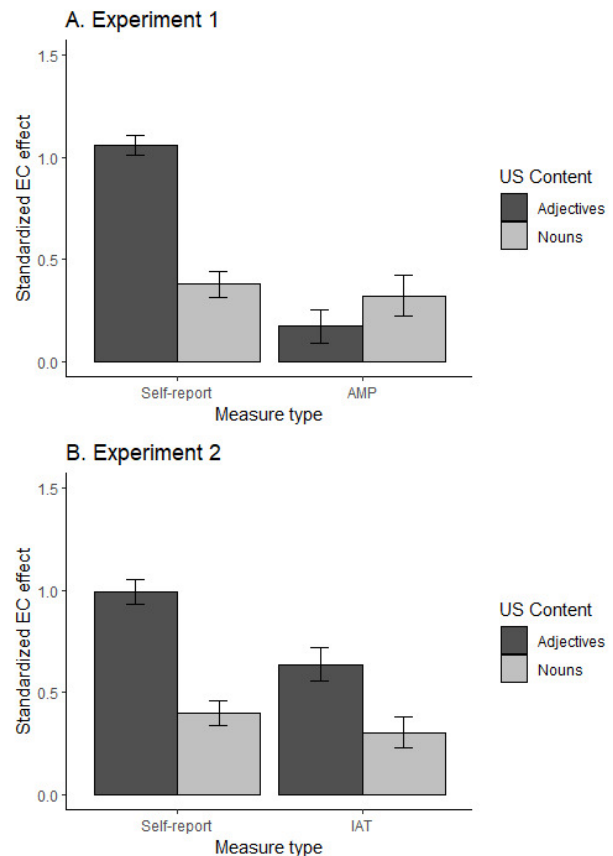 A. Experiment 1
1.5
1.0
0.5
0.0
Standardized EC effect
Self-report
AMP
Measure type
US Content
Adjectives
Nouns
B. Experiment 2
1.5
1.0
0.5
0.0
Standardized EC effect
Self-report
IAT
Measure type
US Content
Adjectives
Nouns